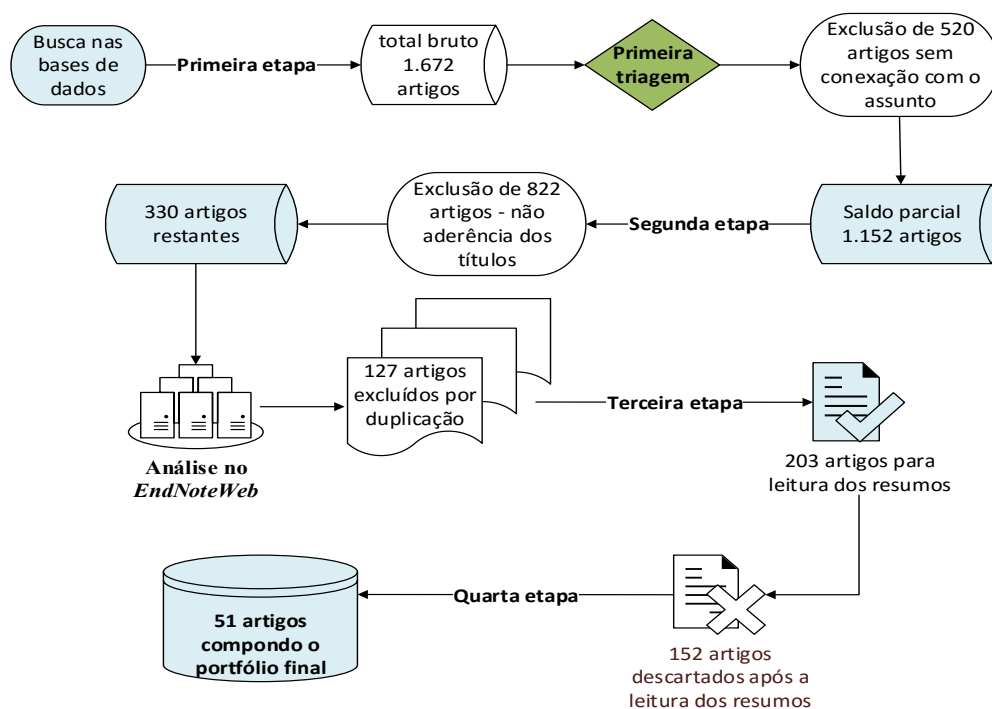 Busca nas
bases de
dados
Primeira etapa
total bruto
1.672
artigos
Primeira
triagem
Exclusão de 520
artigos sem
conexação com o
assunto
Saldo parcial
1.152 artigos
Segunda etapa
Exclusão de 822
artigos - não
aderência dos
títulos
330 artigos
restantes
Análise no
EndNoteWeb
127 artigos
excluídos por
duplicação
Terceira etapa
203 artigos para
leitura dos resumos
152 artigos
descartados após a
leitura dos resumos
Quarta etapa
51 artigos
compondo o
portfólio final